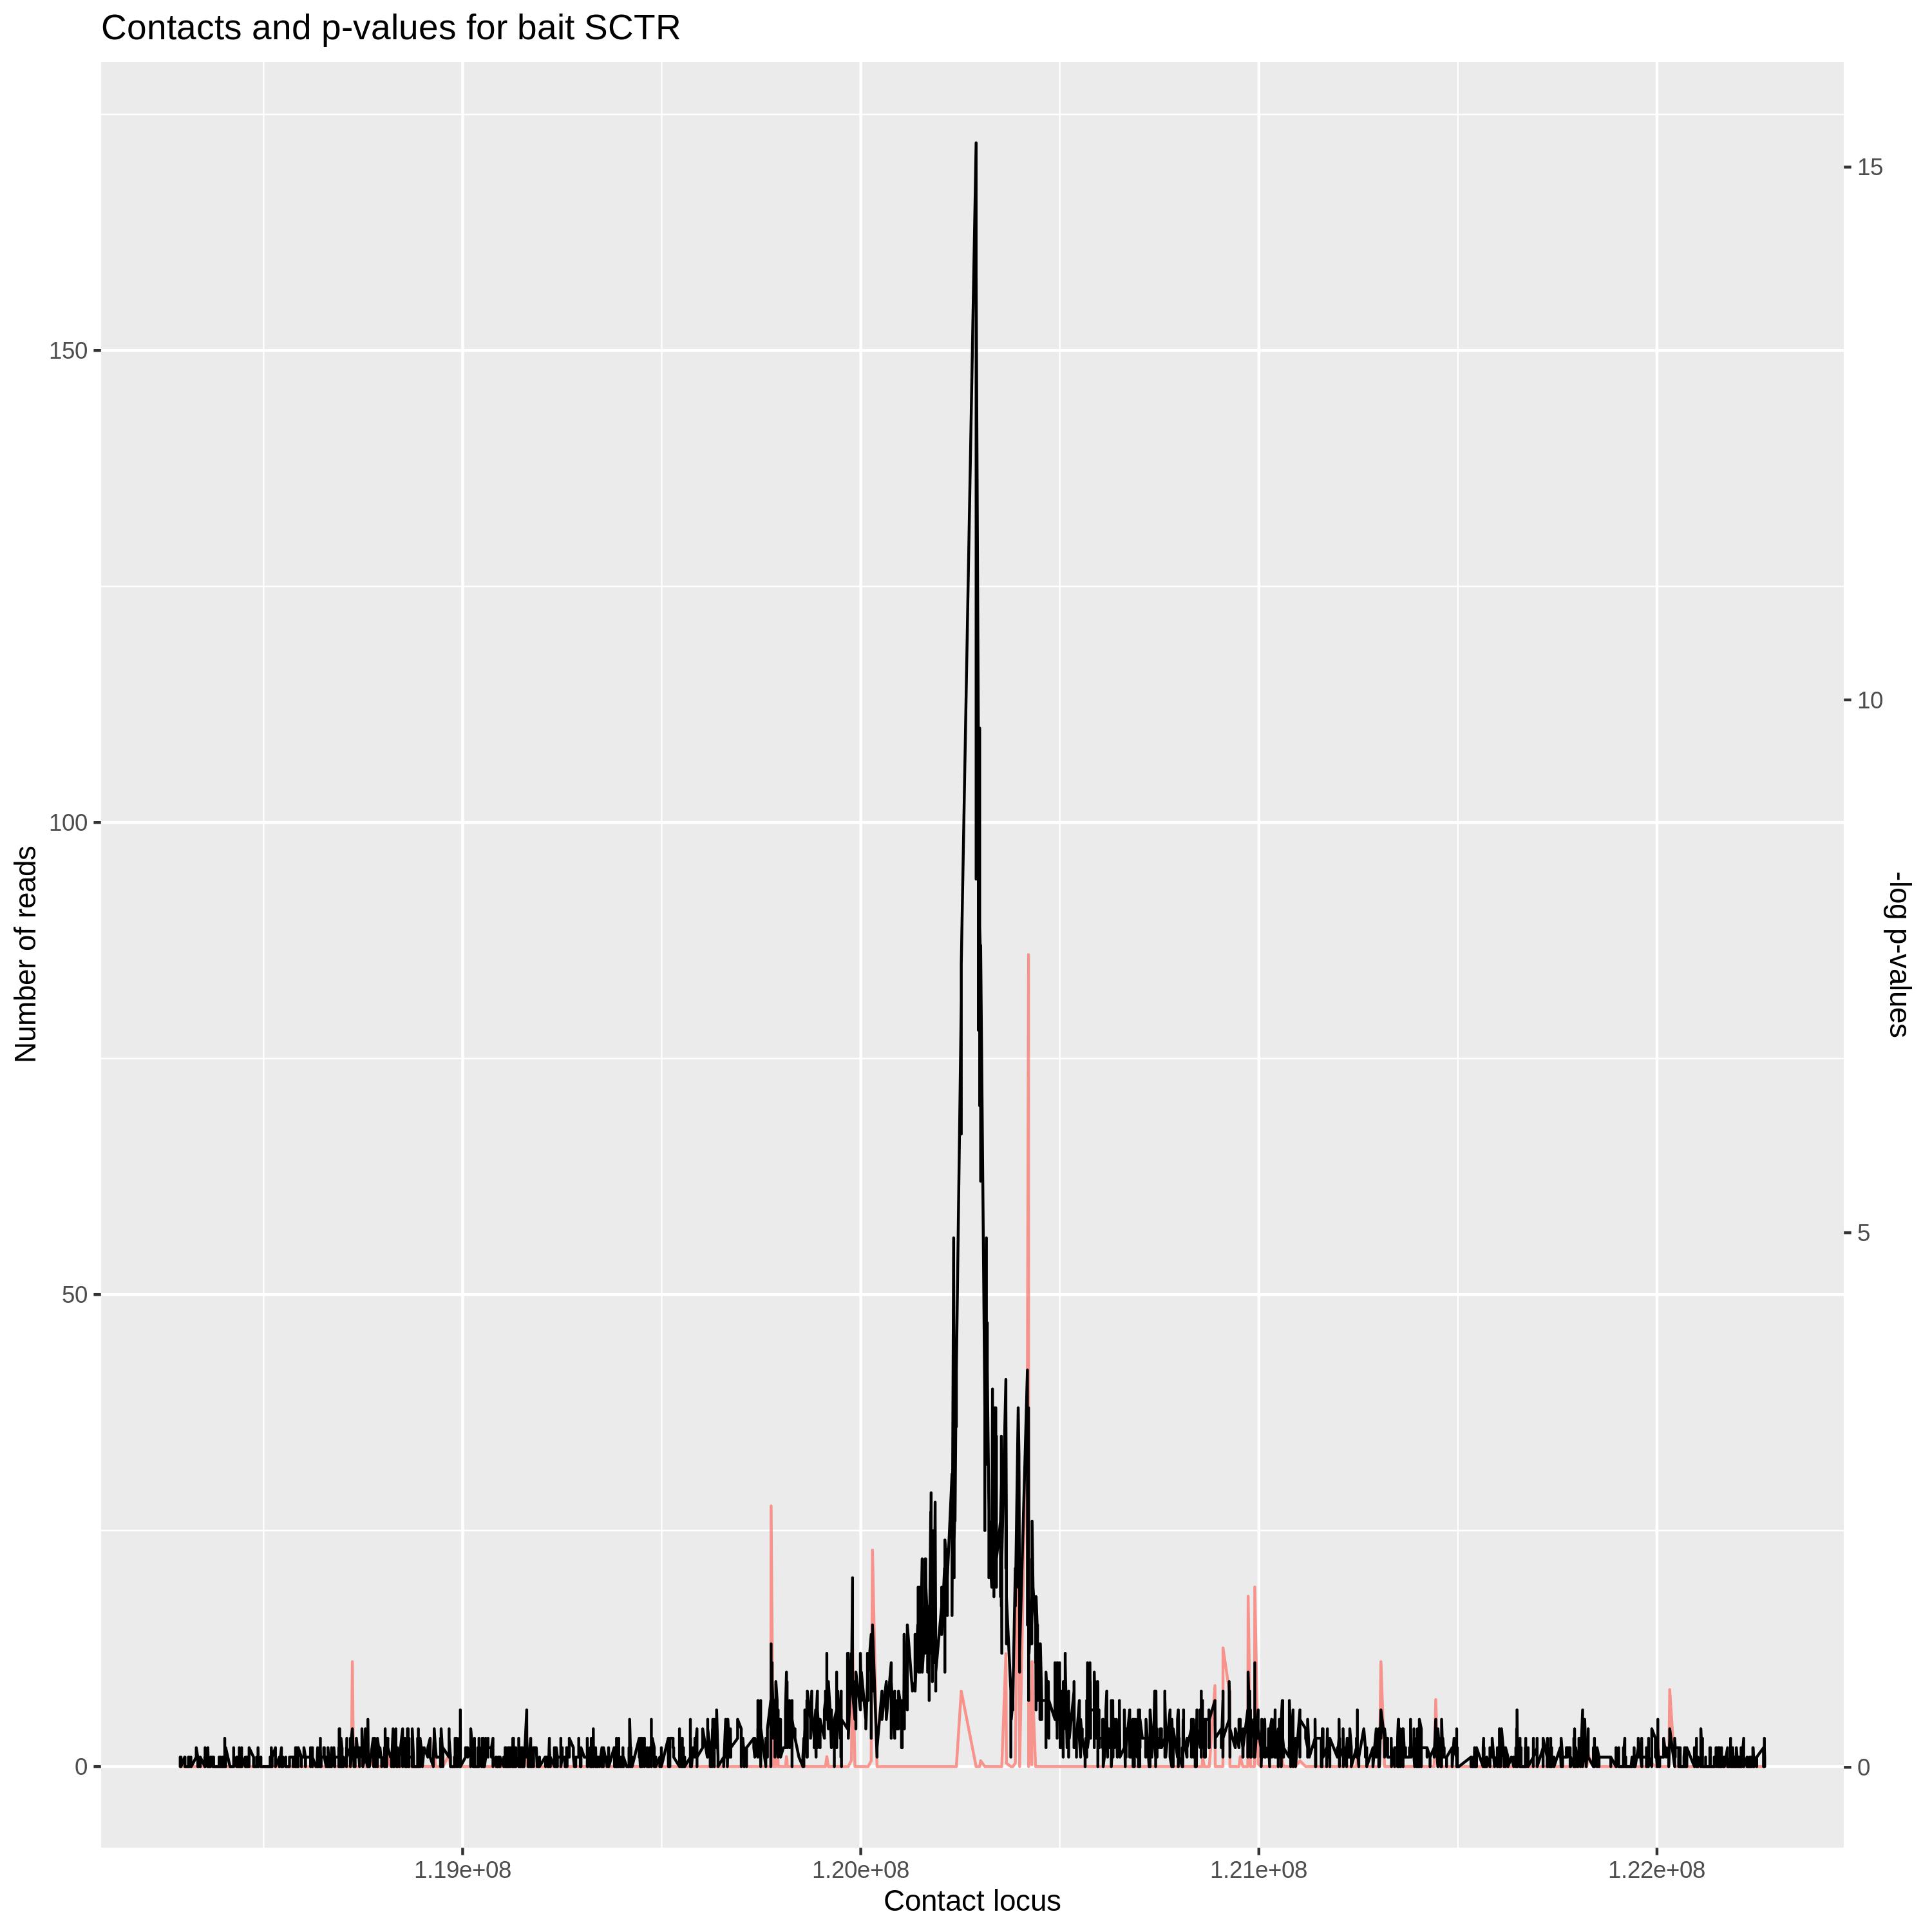 Contacts and p-values for bait SCTR
150
100
50
0
Number of reads
15
10
5
0
-log p-values
1.19e+08
1.20e+08
1.21e+08
1.22e+08
Contact locus